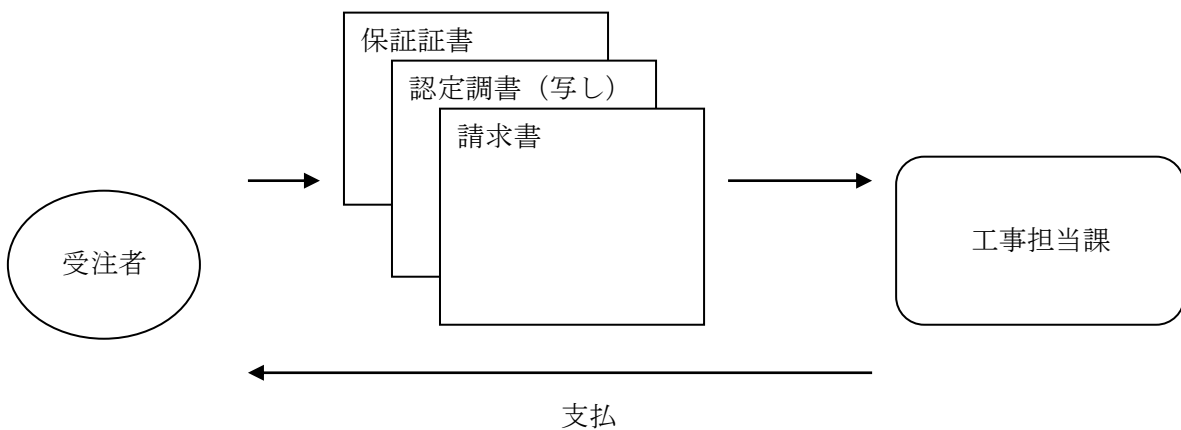 保証証書
認定調書（写し）
請求書
受注者
工事担当課
支払